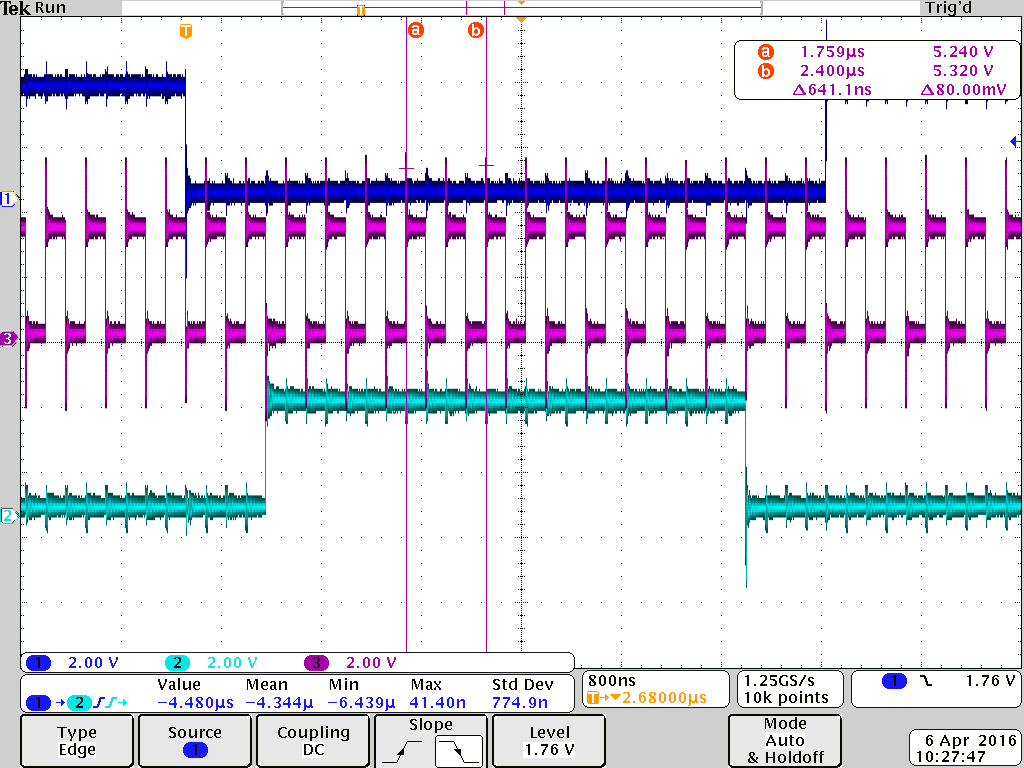 Tek Run Trig'd
T
T a b
a 1.759µs 5.240 V
b 2.400µs 5.320 V
Δ641.1ns Δ80.00mV
1
3
2
1 2.00 V 2 2.00 V 3 2.00 V
Value Mean Min Max Std Dev
1 → 2 −4.480µs −4.344µ −6.439µ 41.40n 774.9n
800ns
T→▼2.68000µs
1.25GS/s
10k points
1 1.76 V
Type
Edge
Source
1
Coupling
DC
Slope
Level
1.76 V
Mode
Auto
& Holdoff
6 Apr 2016
10:27:47